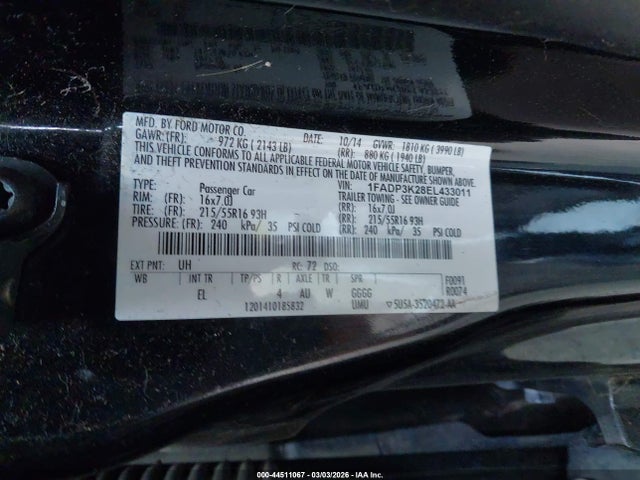 MFD. BY FORD MOTOR CO.
DATE: 10/14 GVWR: 1810 KG ( 3990 LB)
GAWR: (FR): 972 KG ( 2143 LB) (RR): 880 KG ( 1940 LB)
THIS VEHICLE CONFORMS TO ALL APPLICABLE FEDERAL MOTOR VEHICLE SAFETY, BUMPER,
AND THEFT PREVENTION STANDARDS IN EFFECT ON THE DATE OF MANUFACTURE SHOWN ABOVE.
VIN: 1FADP3K28EL433011
TYPE: Passenger Car TRAILER TOWING - SEE OWNER GUIDE
RIM: (FR): 16x7.0J (RR): 16x7.0J
TIRE: (FR): 215/55R16 93H (RR): 215/55R16 93H
PRESSURE: (FR): 240 kPa/ 35 PSI COLD (RR): 240 kPa/ 35 PSI COLD
EXT PNT: UH RC: 72 DSO:
WB INT TR TP/PS R AXLE TR SPR F0091
EL 4 AU W GGGG R0074
1201410185832 UMU
000-44511067 - 03/03/2026 - IAA Inc.